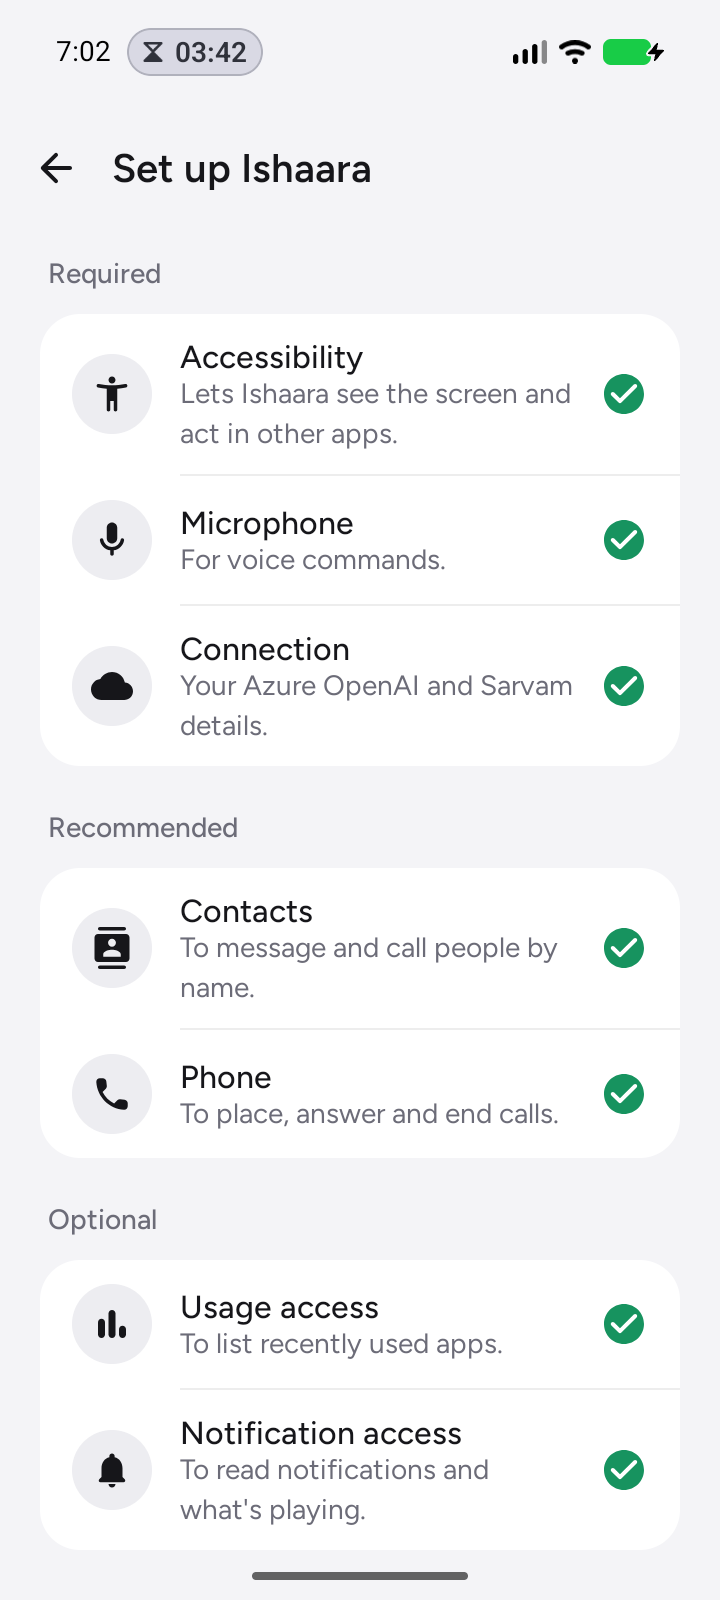 7:02
03:42
Set up Ishaara
Required
Accessibility
Lets Ishaara see the screen and
act in other apps.
Microphone
For voice commands.
Connection
Your Azure OpenAI and Sarvam
details.
Recommended
Contacts
To message and call people by
name.
Phone
To place, answer and end calls.
Optional
Usage access
To list recently used apps.
Notification access
To read notifications and
what's playing.